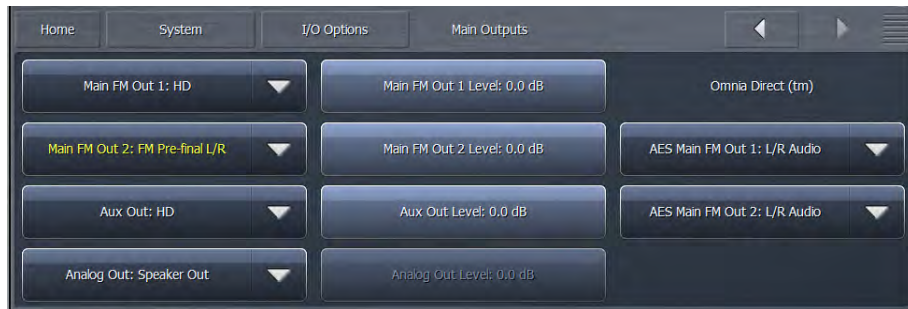 Home System I/O Options Main Outputs
Main FM Out 1: HD Main FM Out 1 Level: 0.0 dB Omnia Direct (tm)
Main FM Out 2: FM Pre-final L/R Main FM Out 2 Level: 0.0 dB AES Main FM Out 1: L/R Audio
Aux Out: HD Aux Out Level: 0.0 dB AES Main FM Out 2: L/R Audio
Analog Out: Speaker Out Analog Out Level: 0.0 dB